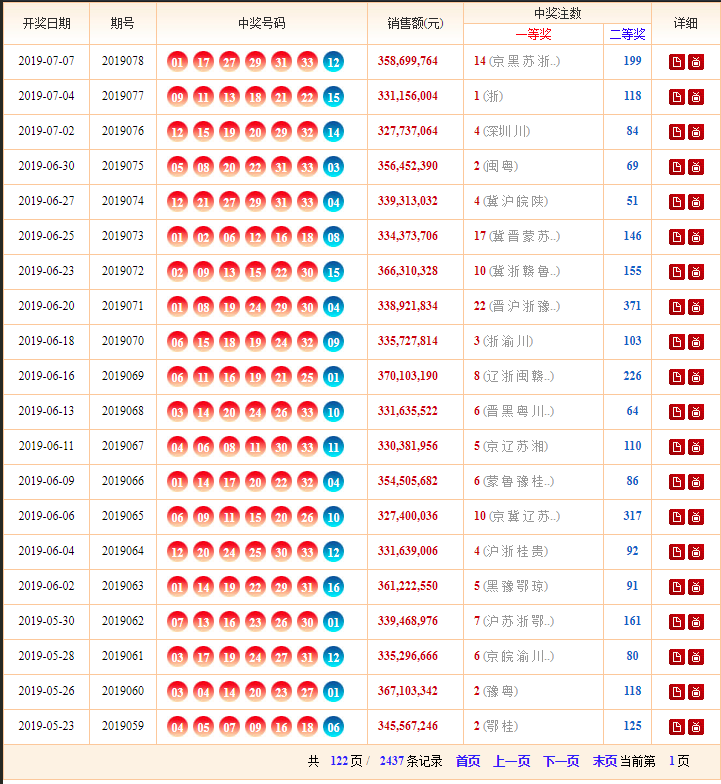 开奖日期 期号 中奖号码 销售额(元) 中奖注数 详细
一等奖 二等奖
2019-07-07 2019078 01 17 27 29 31 33 12 358,699,764 14 (京黑苏浙..) 199
2019-07-04 2019077 09 11 13 18 21 22 15 331,156,004 1 (浙) 118
2019-07-02 2019076 12 15 19 20 29 32 14 327,737,064 4 (深圳川) 84
2019-06-30 2019075 05 08 20 22 31 33 03 356,452,390 2 (闽粤) 69
2019-06-27 2019074 12 21 27 29 31 33 04 339,313,032 4 (冀沪皖陕) 51
2019-06-25 2019073 01 02 06 12 16 18 08 334,373,706 17 (冀晋蒙苏..) 146
2019-06-23 2019072 02 09 13 15 22 30 15 366,310,328 10 (冀浙赣鲁..) 155
2019-06-20 2019071 01 08 19 24 29 30 04 338,921,834 22 (晋沪浙豫..) 371
2019-06-18 2019070 06 15 18 19 24 32 09 335,727,814 3 (浙渝川) 103
2019-06-16 2019069 06 11 16 19 21 25 01 370,103,190 8 (辽浙闽赣..) 226
2019-06-13 2019068 03 14 20 24 26 33 10 331,635,522 6 (晋黑粤川..) 64
2019-06-11 2019067 04 06 08 11 30 33 11 330,381,956 5 (京辽苏湘) 110
2019-06-09 2019066 01 14 17 20 22 32 04 354,505,682 6 (蒙鲁豫桂..) 86
2019-06-06 2019065 06 09 11 15 20 26 10 327,400,036 10 (京冀辽苏..) 317
2019-06-04 2019064 12 20 24 25 30 33 12 331,639,006 4 (沪浙桂贵) 92
2019-06-02 2019063 01 14 19 22 29 31 16 361,222,550 5 (黑豫鄂琼) 91
2019-05-30 2019062 07 13 16 23 26 30 01 339,468,976 7 (沪苏浙鄂..) 161
2019-05-28 2019061 03 17 19 24 27 31 12 335,296,666 6 (京皖渝川..) 80
2019-05-26 2019060 03 04 14 20 23 27 01 367,103,342 2 (豫粤) 118
2019-05-23 2019059 04 05 07 09 16 18 06 345,567,246 2 (鄂桂) 125
共 122 页 / 2437 条记录 首页 上一页 下一页 末页 当前第 1 页